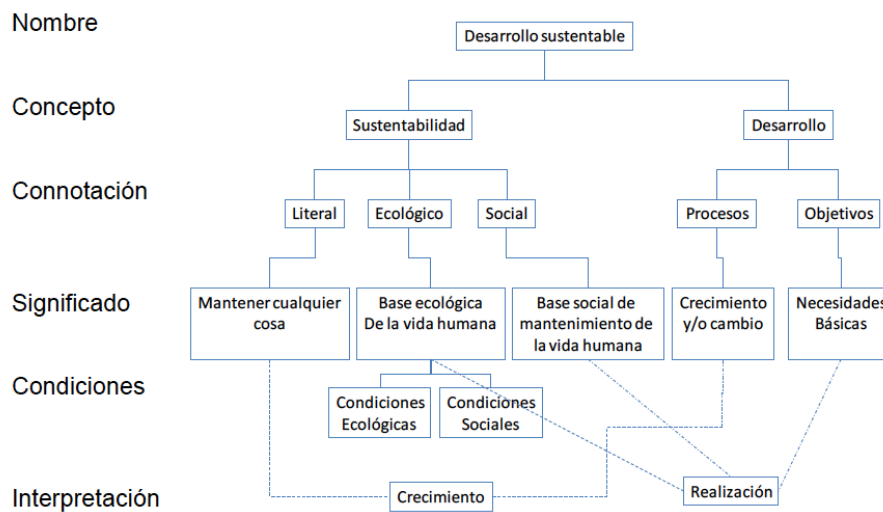 Nombre
Desarrollo sustentable
Concepto
Sustentabilidad
Desarrollo
Connotación
Literal
Ecológico
Social
Procesos
Objetivos
Significado
Mantener cualquier
cosa
Base ecológica
De la vida humana
Base social de
mantenimiento de
la vida humana
Crecimiento
y/o cambio
Necesidades
Básicas
Condiciones
Condiciones
Ecológicas
Condiciones
Sociales
Interpretación
Crecimiento
Realización